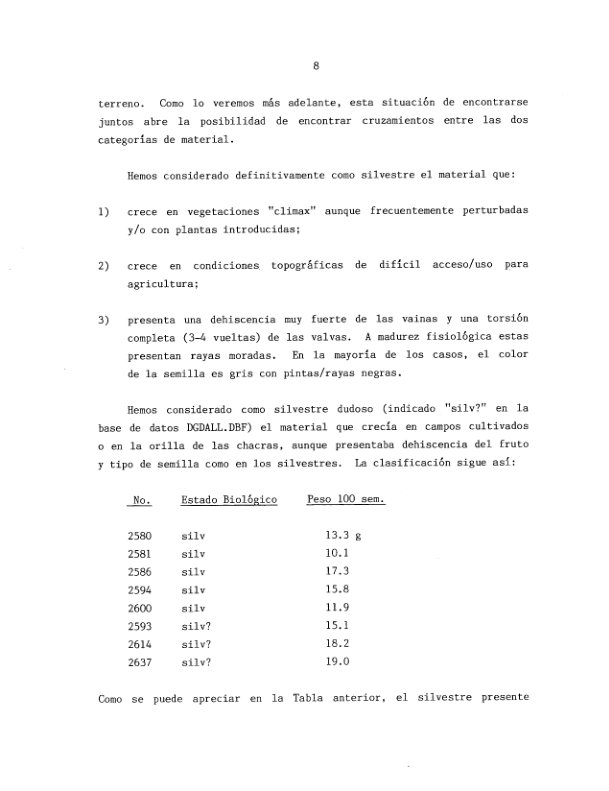 8
terreno. Como lo veremos más adelante, esta situación de encontrarse
juntos abre la posibilidad de encontrar cruzamientos entre las dos
categorías de material.
Hemos considerado definitivamente como silvestre el material que:
1) crece en vegetaciones "climax" aunque frecuentemente perturbadas
y/o con plantas introducidas;
2) crece en condiciones topográficas de difícil acceso/uso para
agricultura;
3) presenta una dehiscencia muy fuerte de las vainas y una torsión
completa (3-4 vueltas) de las valvas. A madurez fisiológica estas
presentan rayas moradas. En la mayoría de los casos, el color
de la semilla es gris con pintas/rayas negras.
Hemos considerado como silvestre dudoso (indicado "silv?" en la
base de datos DGDALL.DBF) el material que crecía en campos cultivados
o en la orilla de las chacras, aunque presentaba dehiscencia del fruto
y tipo de semilla como en los silvestres. La clasificación sigue así:
No. Estado Biológico Peso 100 sem.
2580 silv 13.3 g
2581 silv 10.1
2586 silv 17.3
2594 silv 15.8
2600 silv 11.9
2593 silv? 15.1
2614 silv? 18.2
2637 silv? 19.0
Como se puede apreciar en la Tabla anterior, el silvestre presente